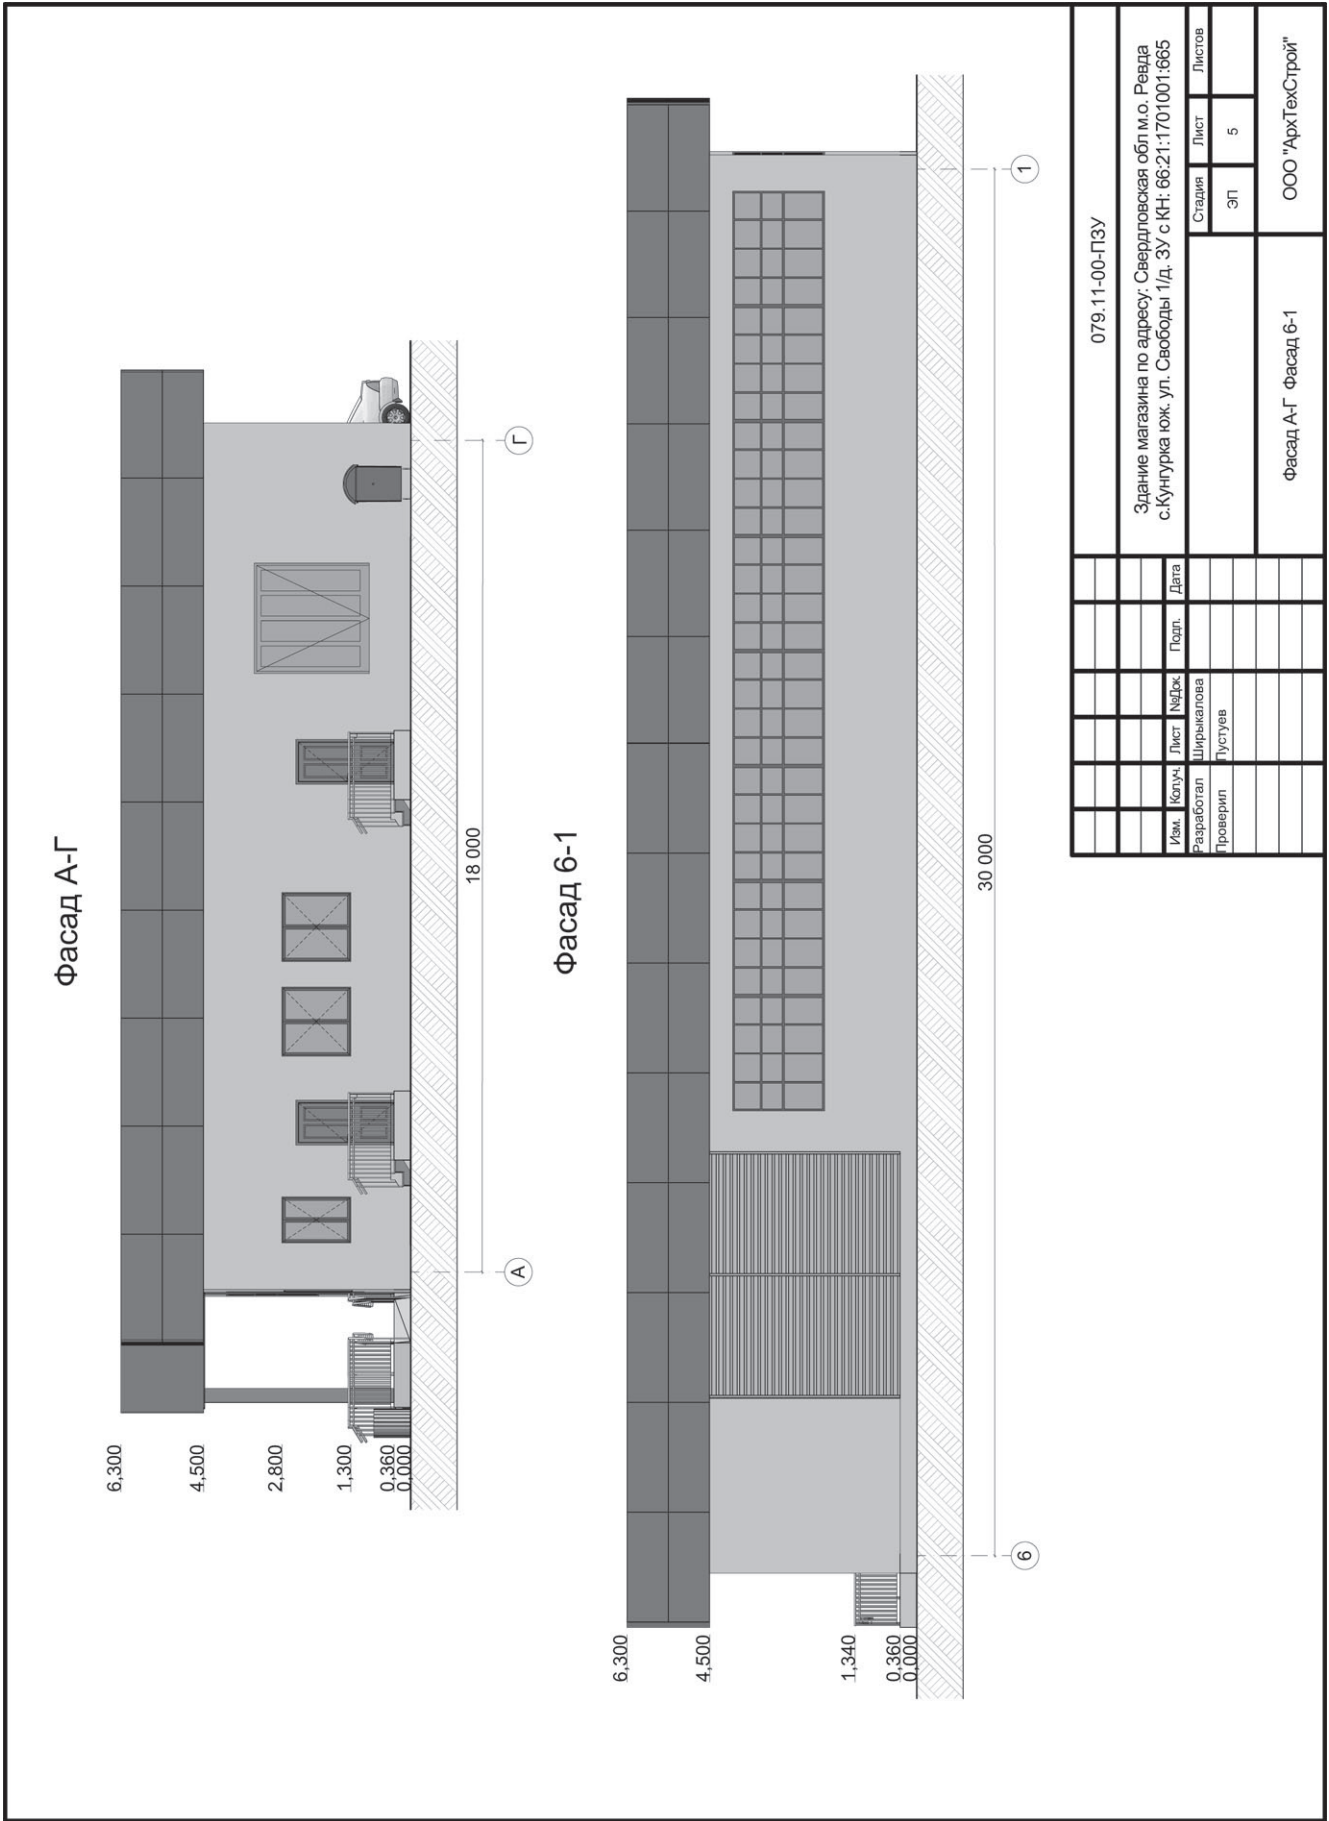 Фасад А-Г
6,300
4,500
2,800
1,300
0,360
0,000
А
18 000
Г
Фасад 6-1
6,300
4,500
1,340
0,360
0,000
6
30 000
1
079.11-00-ПЗУ
Здание магазина по адресу: Свердловская обл м.о. Ревда
с.Кунгурка юж. ул. Свободы 1/д. ЗУ с КН: 66:21:1701001:665
Изм. Кол.уч. Лист №Док. Подп. Дата
Разработал Ширыкалова
Проверил Пустуев
Стадия Лист Листов
ЭП 5
Фасад А-Г Фасад 6-1
ООО "АрхТехСтрой"